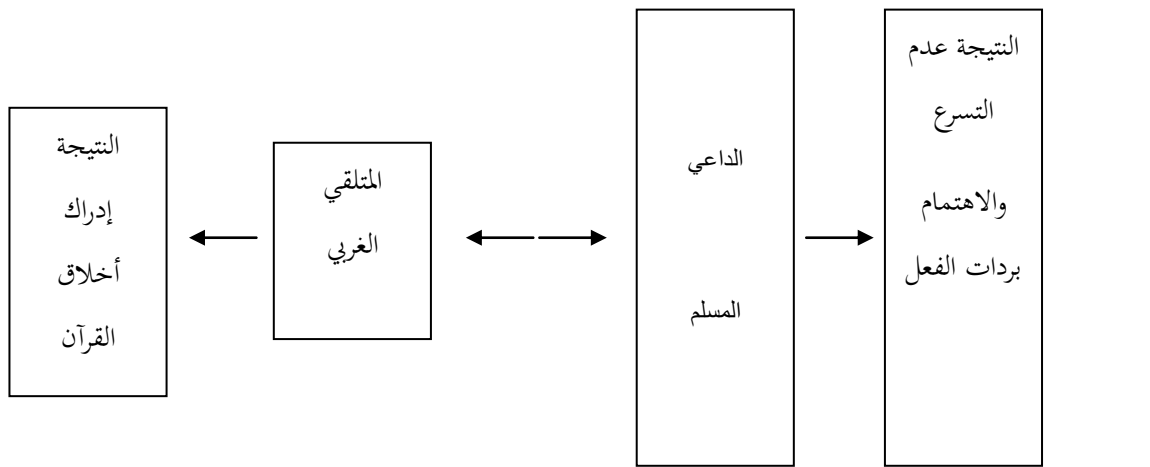 النتيجة عدم
التسرع
والاهتمام
بردات الفعل
الداعي
المسلم
المتلقي
الغربي
النتيجة
إدراك
أخلاق
القرآن